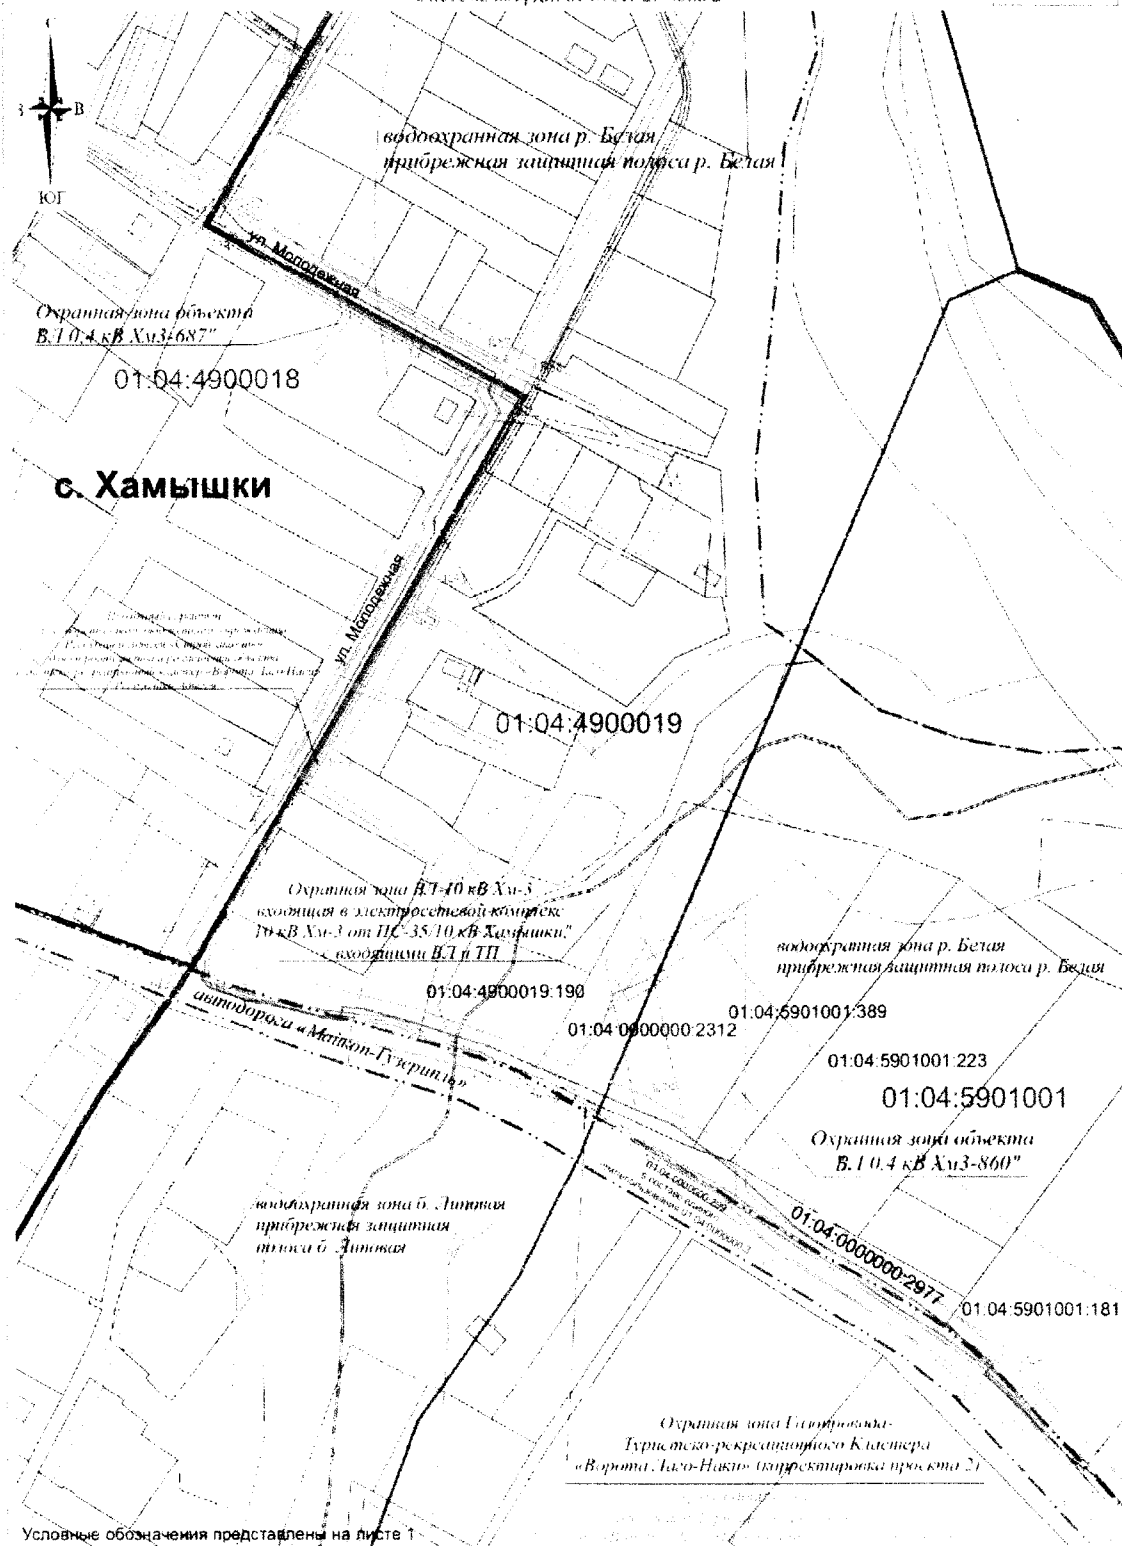 В
ЮГ
водоохранная зона р. Белая
прибрежная защитная полоса р. Белая
ул. Молодежная
Охранная зона объекта
ВЛ 0,4 кВ Хм3-687"
01:04:4900018
с. Хамышки
ул. Молодежная
01:04:4900019
Охранная зона ВЛ-10 кВ Хм-3
входящая в электросетевой комплекс
10 кВ Хм-3 от ПС-35/10 кВ Хамышки,"
с входящими ВЛ и ТП
01:04:4900019:190
водоохранная зона р. Белая
прибрежная защитная полоса р. Белая
01:04:5901001:389
01:04:0000000:2312
автодорога «Майкоп-Гузерипль»
01:04:5901001:223
01:04:5901001
Охранная зона объекта
ВЛ 0,4 кВ Хм3-860"
водоохранная зона б. Липовая
прибрежная защитная
полоса б. Липовая
01:04:0000000:2977
01:04:5901001:181
Охранная зона Газопровода-
Туристско-рекреационного Кластера
«Ворота Лаго-Наки» (корректировка проекта 2)
Условные обозначения представлены на листе 1